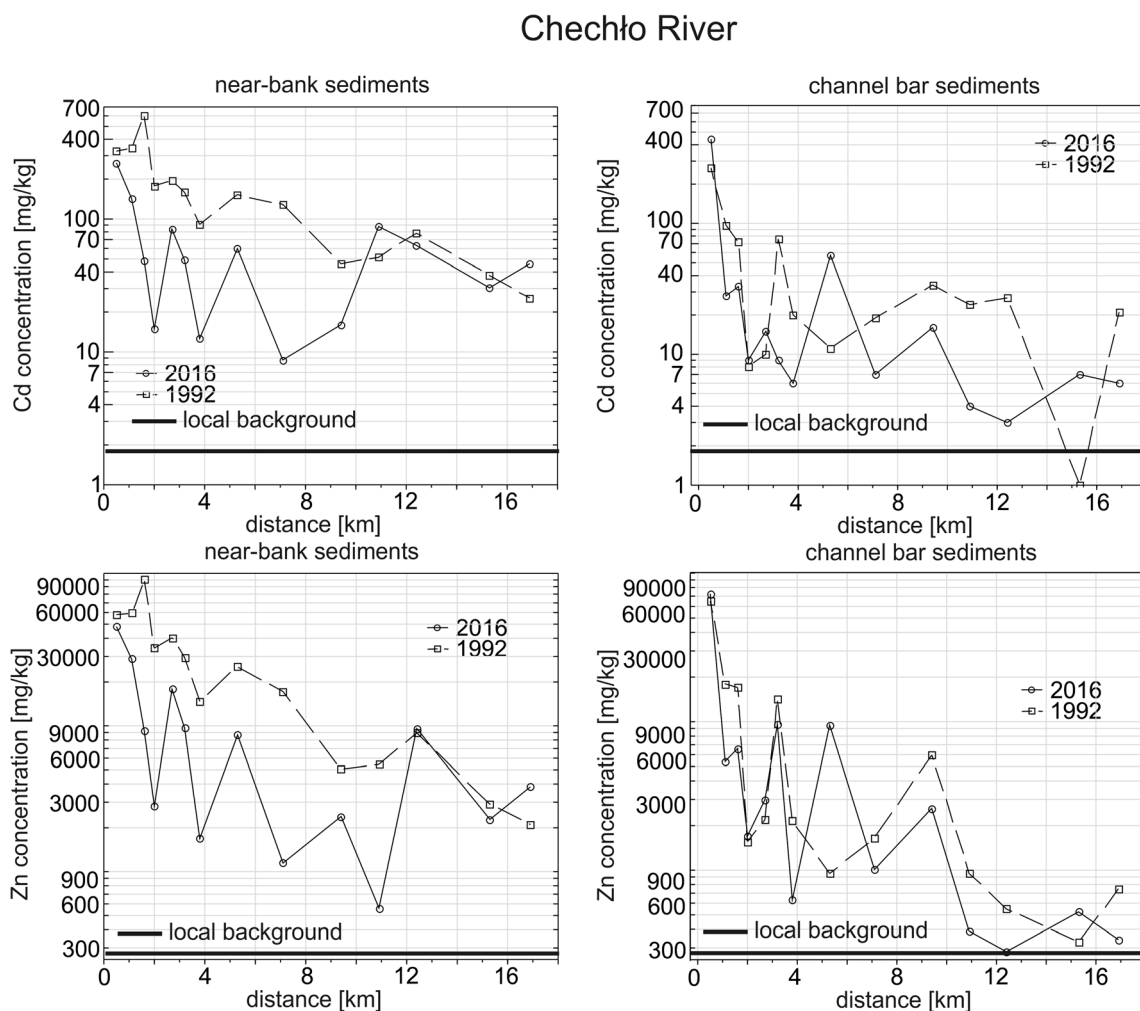 Chechło River
near-bank sediments
Cd concentration [mg/kg]
700
400
100
70
40
10
7
4
1
2016
1992
local background
0 4 8 12 16
distance [km]
channel bar sediments
Cd concentration [mg/kg]
700
400
100
70
40
10
7
4
1
2016
1992
local background
0 4 8 12 16
distance [km]
near-bank sediments
Zn concentration [mg/kg]
90000
60000
30000
9000
6000
3000
900
600
300
2016
1992
local background
0 4 8 12 16
distance [km]
channel bar sediments
Zn concentration [mg/kg]
90000
60000
30000
9000
6000
3000
900
600
300
2016
1992
local background
0 4 8 12 16
distance [km]